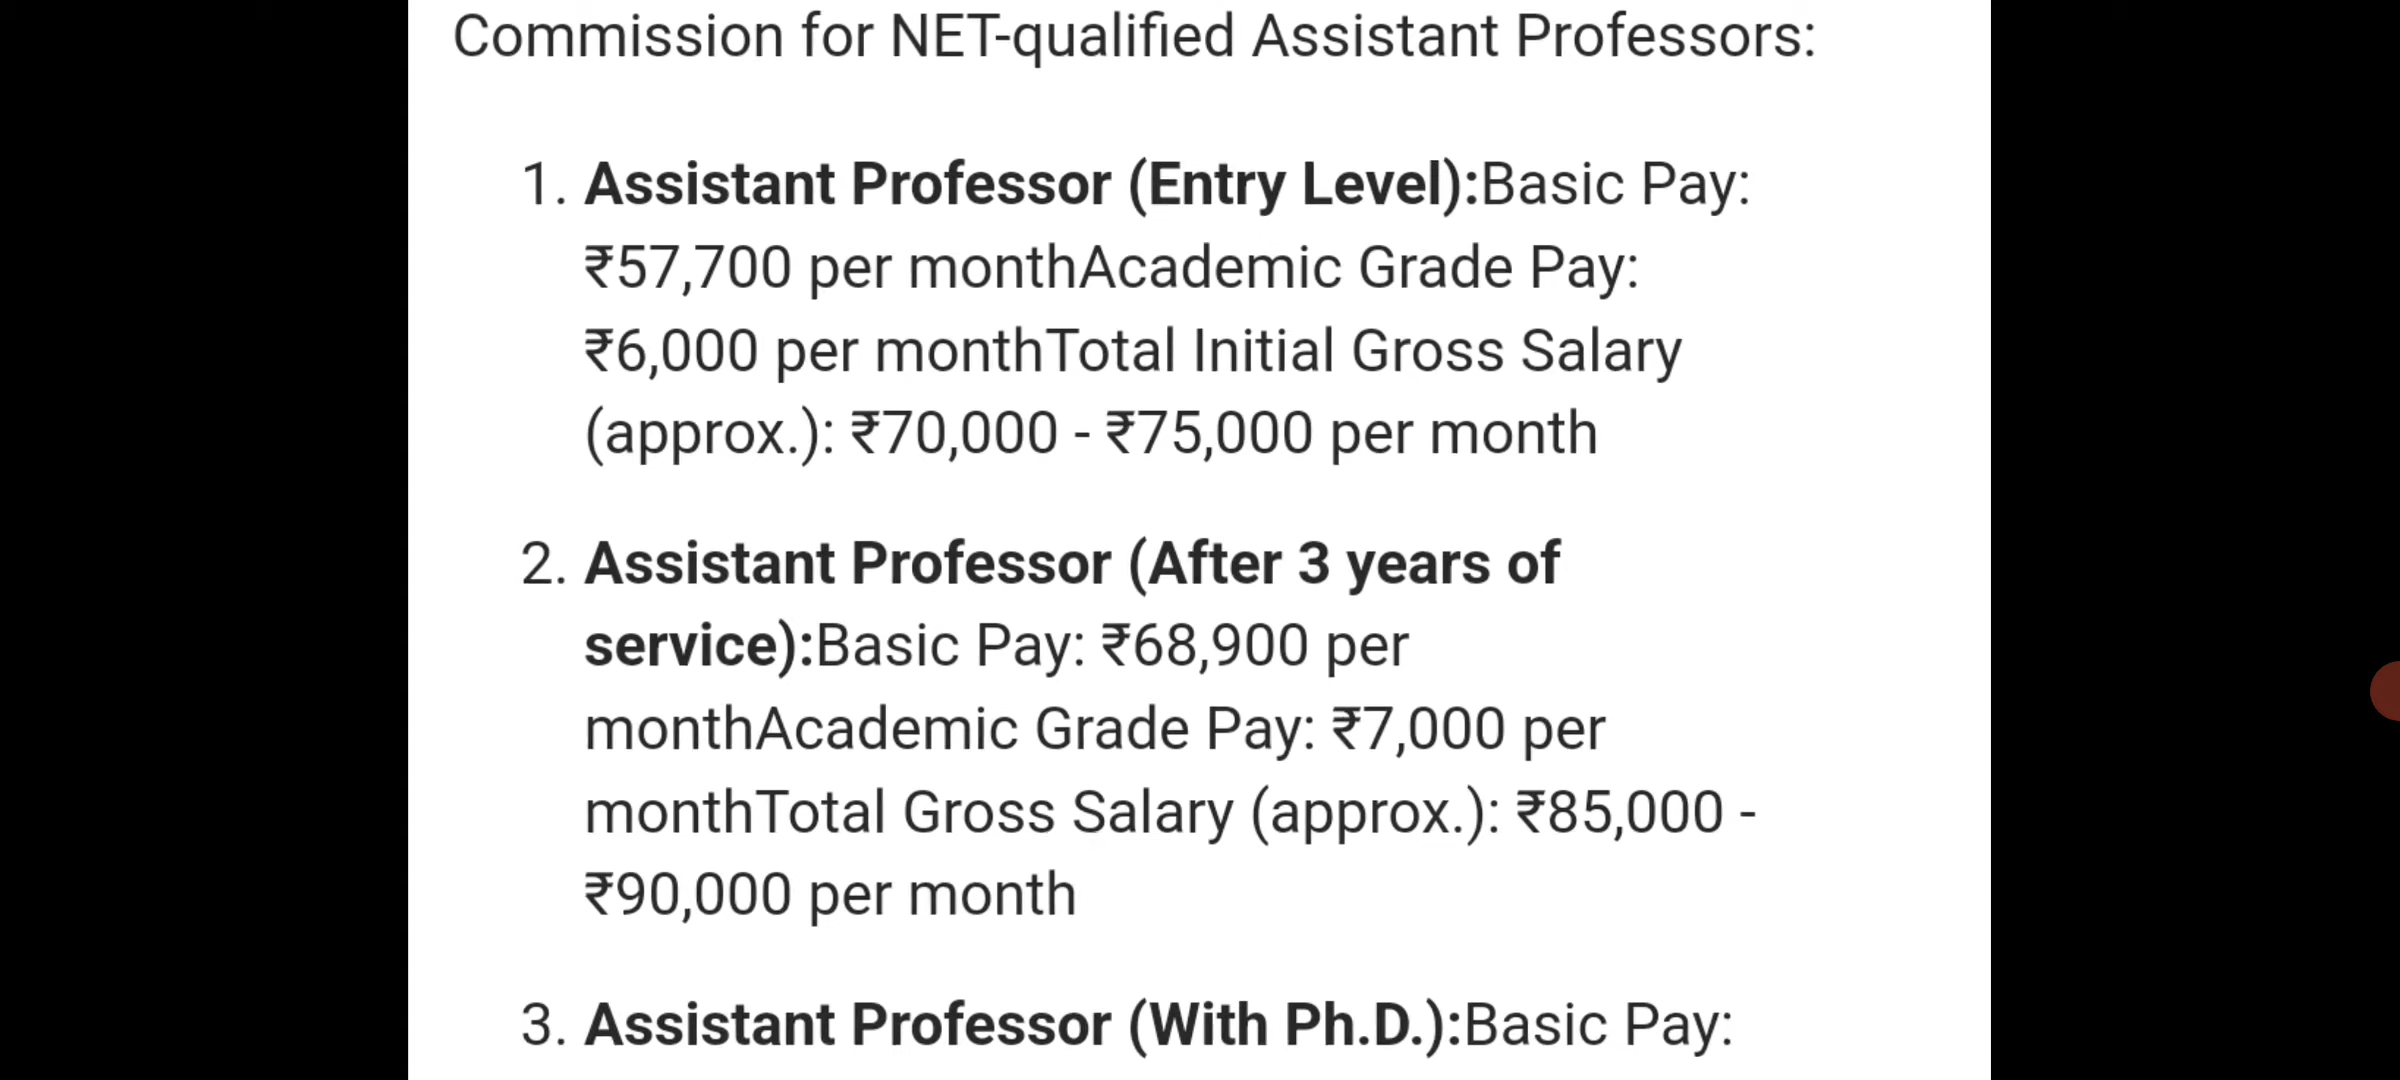 Commission for NET-qualified Assistant Professors:
1. Assistant Professor (Entry Level):Basic Pay:
₹57,700 per monthAcademic Grade Pay:
₹6,000 per monthTotal Initial Gross Salary
(approx.): ₹70,000 - ₹75,000 per month
2. Assistant Professor (After 3 years of
service):Basic Pay: ₹68,900 per
monthAcademic Grade Pay: ₹7,000 per
monthTotal Gross Salary (approx.): ₹85,000 -
₹90,000 per month
3. Assistant Professor (With Ph.D.):Basic Pay: